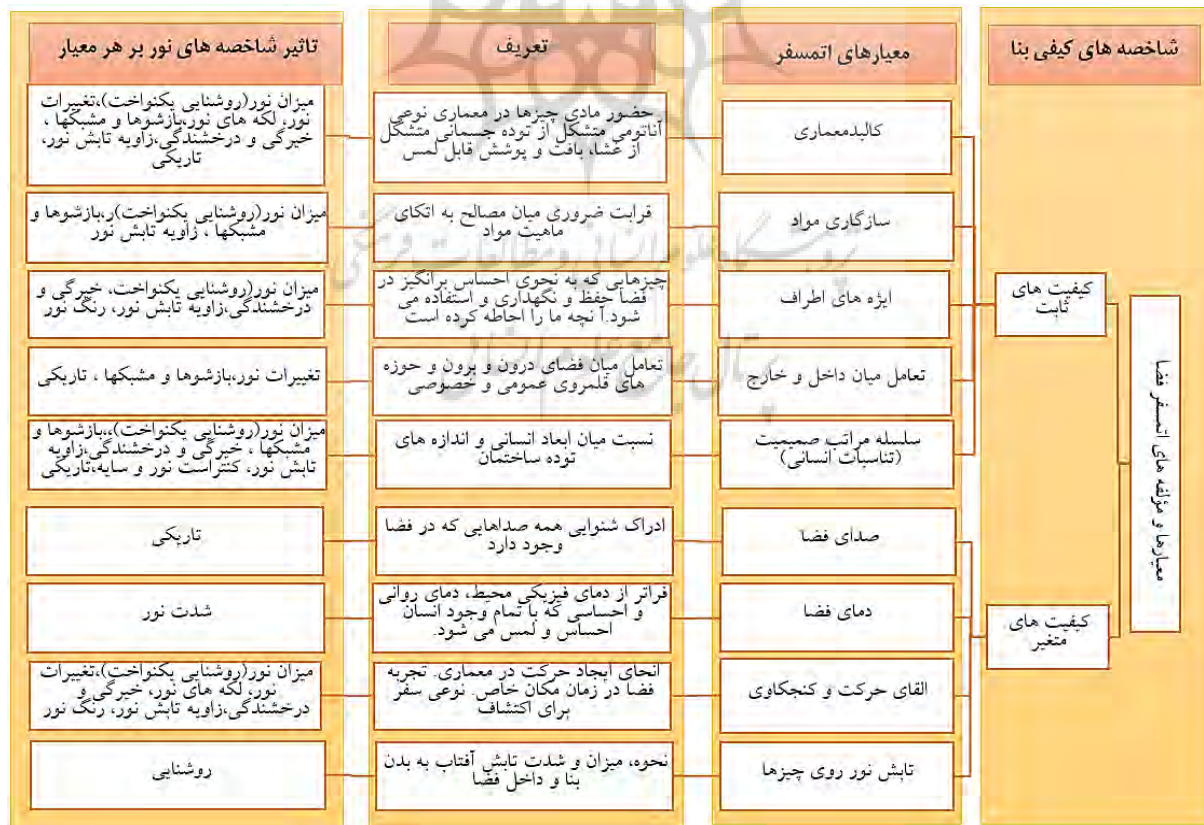 شاخصه های کیفی بنا
معیارهای اتمسفر
تعریف
تاثیر شاخصه های نور بر هر معیار
معیارها و مؤلفه های اتمسفر فضا
کیفیت های
ثابت
کالبدمعماری
حضور مادی چیزها در معماری نوعی
آناتومی متشکل از توده جسمانی متشکل
از غشا، بافت و پوشش قابل لمس
میزان نور(روشنایی یکنواخت)،تغییرات
نور، لکه های نور،بازشوها و مشبکها ،
خیرگی و درخشندگی،زاویه تابش نور،
تاریکی
سازگاری مواد
قرابت ضروری میان مصالح به اتکای
ماهیت مواد
میزان نور(روشنایی یکنواخت)ر،بازشوها و
مشبکها ، زاویه تابش نور
ابژه های اطراف
چیزهایی که به نحوی احساس برانگیز در
فضا حفظ و نگهداری و استفاده می
شود.آ نچه ما را احاطه کرده است
میزان نور(روشنایی یکنواخت، خیرگی و
درخشندگی،زاویه تابش نور، رنگ نور
تعامل میان داخل و خارج
تعامل میان فضای درون و برون و حوزه
های قلمروی عمومی و خصوصی
تغییرات نور،بازشوها و مشبکها ، تاریکی
سلسله مراتب صمیمیت
(تناسبات انسانی)
نسبت میان ابعاد انسانی و اندازه های
توده ساختمان
میزان نور(روشنایی یکنواخت)،،بازشوها و
مشبکها ، خیرگی و درخشندگی،زاویه
تابش نور، کنتراست نور و سایه،تاریکی
کیفیت های
متغیر
صدای فضا
ادراک شنوایی همه صداهایی که در فضا
وجود دارد
تاریکی
دمای فضا
فراتر از دمای فیزیکی محیط، دمای روانی
و احساسی که با تمام وجود انسان
احساس و لمس می شود.
شدت نور
القای حرکت و کنجکاوی
انحای ایجاد حرکت در معماری. تجربه
فضا در زمان مکان خاص. نوعی سفر
برای اکتشاف
میزان نور(روشنایی یکنواخت)،تغییرات
نور، لکه های نور، خیرگی و
درخشندگی،زاویه تابش نور، رنگ نور
تابش نور روی چیزها
نحوه، میزان و شدت تابش آفتاب به بدن
بنا و داخل فضا
روشنایی
پژوهشگاه علوم انسانی و مطالعات فرهنگی
پرتال جامع علوم انسانی